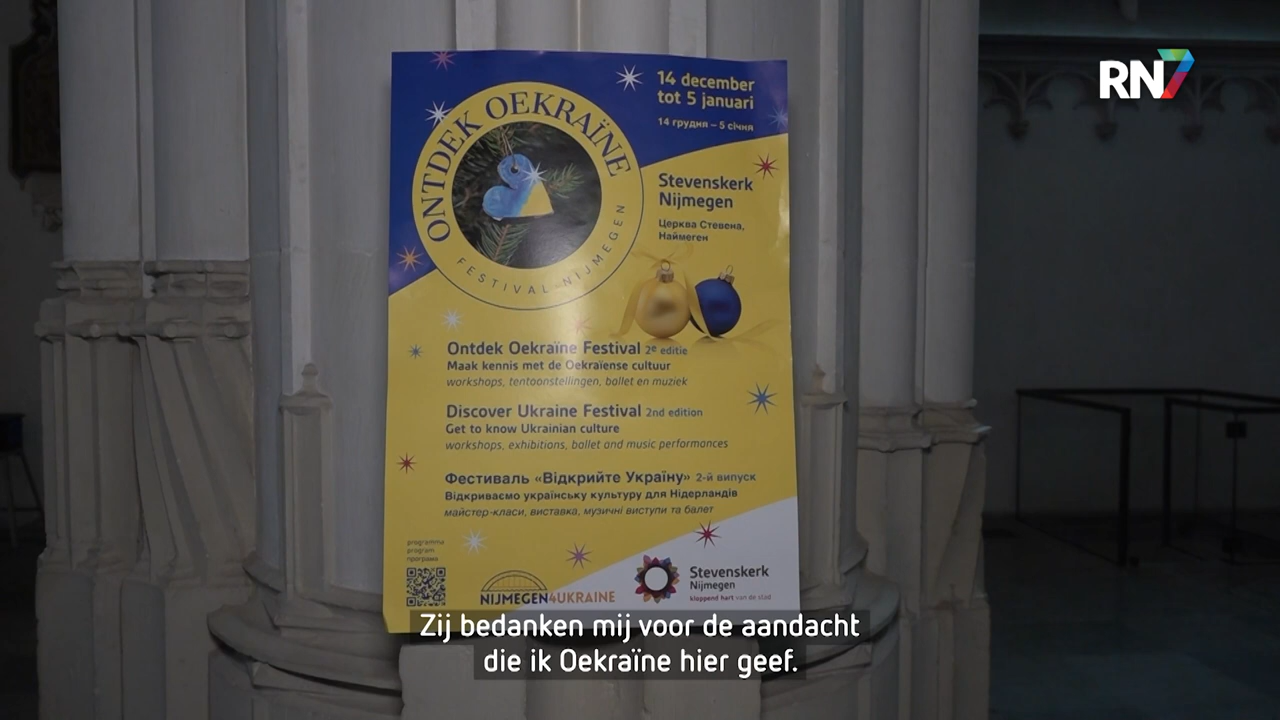 RN7
14 december
tot 5 januari
14 грудня – 5 січня
ONTDEK OEKRAÏNE
FESTIVAL NIJMEGEN
Stevenskerk
Nijmegen
Церква Стевена,
Наймеген
Ontdek Oekraïne Festival 2e editie
Maak kennis met de Oekraïense cultuur
workshops, tentoonstellingen, ballet en muziek
Discover Ukraine Festival 2nd edition
Get to know Ukrainian culture
workshops, exhibitions, ballet and music performances
Фестиваль «Відкрийте Україну» 2-й випуск
Відкриваємо українську культуру для Нідерландів
майстер-класи, виставка, музичні виступи та балет
programma
program
програма
NIJMEGEN4UKRAINE
Stevenskerk
Nijmegen
kloppend hart van de stad
Zij bedanken mij voor de aandacht
die ik Oekraïne hier geef.